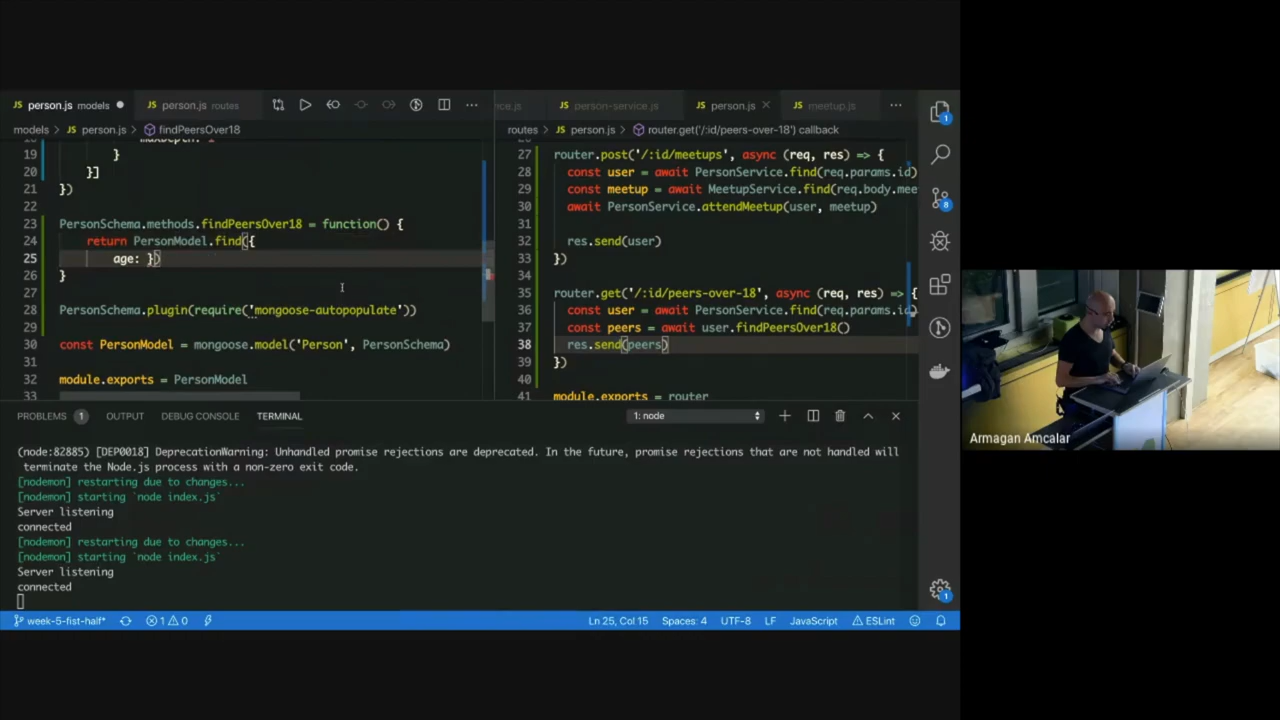 person.js models
person.js routes
models > person.js > findPeersOver18
19 }
20 }]
21 })
22
23 PersonSchema.methods.findPeersOver18 = function() {
24 return PersonModel.find({
25 age: })
26 }
27
28 PersonSchema.plugin(require('mongoose-autopopulate'))
29
30 const PersonModel = mongoose.model('Person', PersonSchema)
31
32 module.exports = PersonModel
33
person-service.js
person.js
meetup.js
routes > person.js > router.get('/:id/peers-over-18') callback
27 router.post('/:id/meetups', async (req, res) => {
28 const user = await PersonService.find(req.params.id)
29 const meetup = await MeetupService.find(req.body.mee
30 await PersonService.attendMeetup(user, meetup)
31
32 res.send(user)
33 })
34
35 router.get('/:id/peers-over-18', async (req, res) => {
36 const user = await PersonService.find(req.params.id
37 const peers = await user.findPeersOver18()
38 res.send(peers)
39 })
40
41 module.exports = router
1
8
1
PROBLEMS 1 OUTPUT DEBUG CONSOLE TERMINAL 1: node
(node:82885) [DEP0018] DeprecationWarning: Unhandled promise rejections are deprecated. In the future, promise rejections that are not handled will
terminate the Node.js process with a non-zero exit code.
[nodemon] restarting due to changes...
[nodemon] starting `node index.js`
Server listening
connected
[nodemon] restarting due to changes...
[nodemon] starting `node index.js`
Server listening
connected
week-5-fist-half* 1 0 Ln 25, Col 15 Spaces: 4 UTF-8 LF JavaScript ESLint
Armagan Amcalar